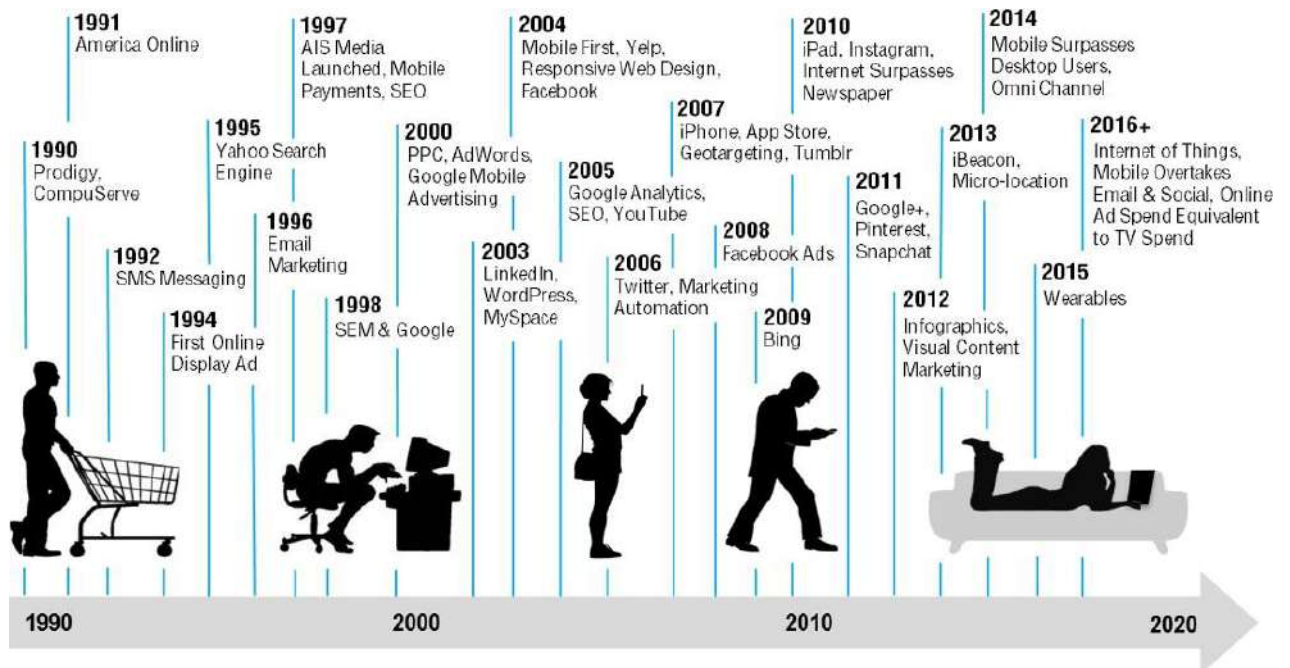 1990
Prodigy,
CompuServe
1991
America Online
1992
SMS Messaging
1994
First Online
Display Ad
1995
Yahoo Search
Engine
1996
Email
Marketing
1997
AIS Media
Launched, Mobile
Payments, SEO
1998
SEM & Google
2000
PPC, AdWords,
Google Mobile
Advertising
2003
LinkedIn,
WordPress,
MySpace
2004
Mobile First, Yelp,
Responsive Web Design,
Facebook
2005
Google Analytics,
SEO, YouTube
2006
Twitter, Marketing
Automation
2007
iPhone, App Store,
Geotargeting, Tumblr
2008
Facebook Ads
2009
Bing
2010
iPad, Instagram,
Internet Surpasses
Newspaper
2011
Google+,
Pinterest,
Snapchat
2012
Infographics,
Visual Content
Marketing
2013
iBeacon,
Micro-location
2014
Mobile Surpasses
Desktop Users,
Omni Channel
2015
Wearables
2016+
Internet of Things,
Mobile Overtakes
Email & Social, Online
Ad Spend Equivalent
to TV Spend
1990
2000
2010
2020